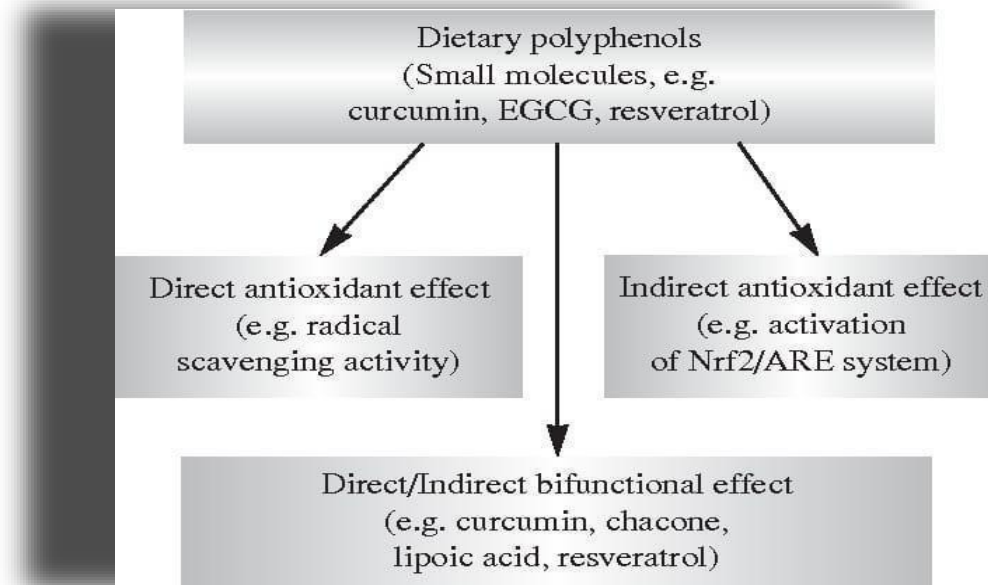 Dietary polyphenols
(Small molecules, e.g.
curcumin, EGCG, resveratrol)
Direct antioxidant effect
(e.g. radical
scavenging activity)
Indirect antioxidant effect
(e.g. activation
of Nrf2/ARE system)
Direct/Indirect bifunctional effect
(e.g. curcumin, chacone,
lipoic acid, resveratrol)